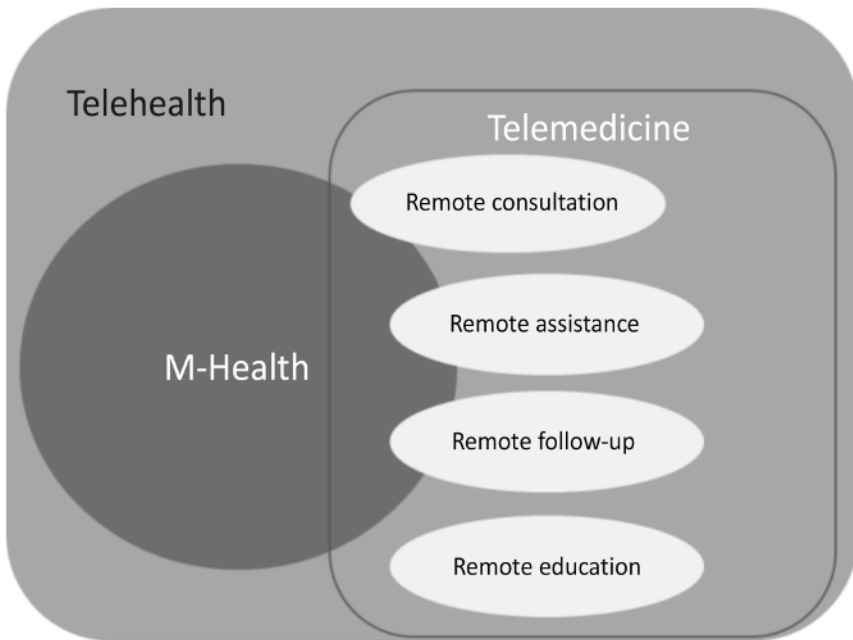 Telehealth
Telemedicine
Remote consultation
Remote assistance
M-Health
Remote follow-up
Remote education